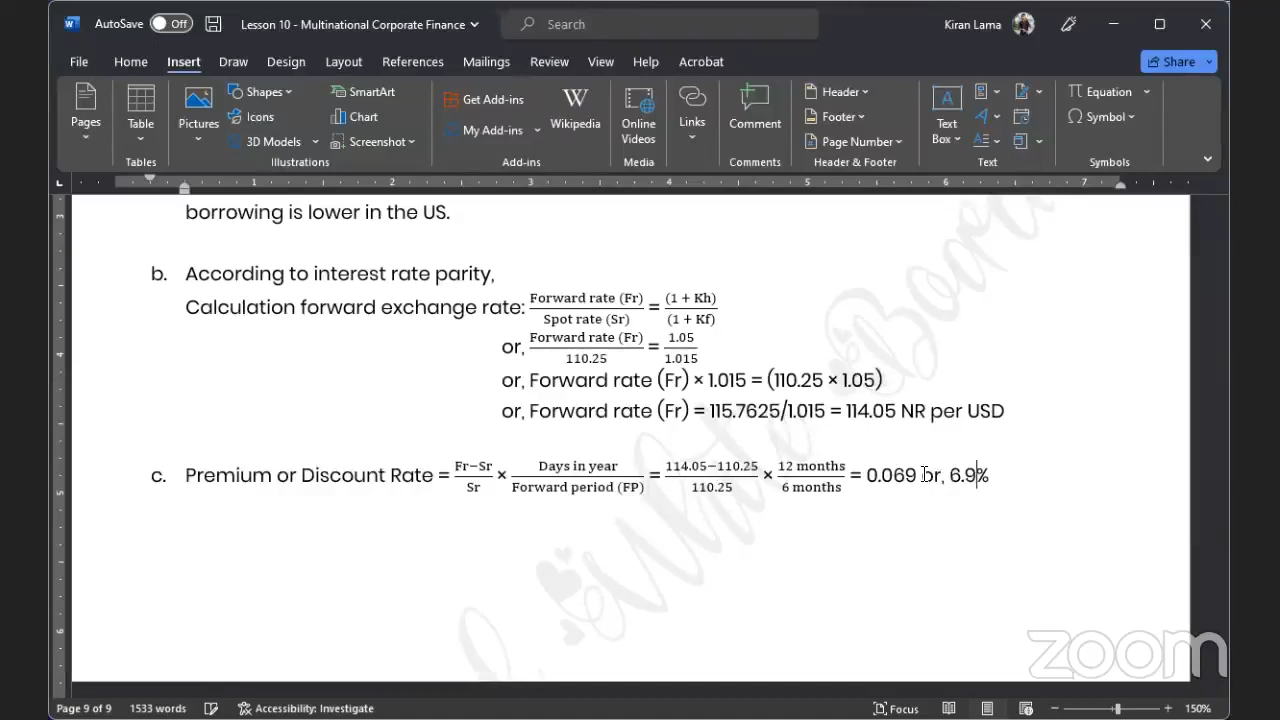 AutoSave Off Lesson 10 - Multinational Corporate Finance Search Kiran Lama
File Home Insert Draw Design Layout References Mailings Review View Help Acrobat Share
Pages
Table
Tables
Pictures
Shapes
Icons
3D Models
SmartArt
Chart
Screenshot
Illustrations
Get Add-ins
My Add-ins
Wikipedia
Add-ins
Online Videos
Media
Links
Comment
Comments
Header
Footer
Page Number
Header & Footer
Text Box
Text
Equation
Symbol
Symbols
1 2 3 4 5 6 7
borrowing is lower in the US.
b. According to interest rate parity,
Calculation forward exchange rate: Forward rate (Fr)/Spot rate (Sr) = (1 + Kh)/(1 + Kf)
or, Forward rate (Fr)/110.25 = 1.05/1.015
or, Forward rate (Fr) × 1.015 = (110.25 × 1.05)
or, Forward rate (Fr) = 115.7625/1.015 = 114.05 NR per USD
c. Premium or Discount Rate = Fr−Sr/Sr × Days in year/Forward period (FP) = 114.05−110.25/110.25 × 12 months/6 months = 0.069 or, 6.9%
zoom
Page 9 of 9 1533 words Accessibility: Investigate Focus 150%